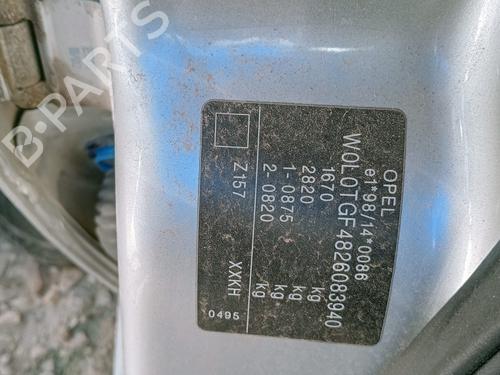 OPEL
e1*98/14*0086
W0L0TGF4826083940
1670 kg
2820 kg
1- 0875 kg
2- 0820 kg
Z157 XXKH
0495
B-PARTS